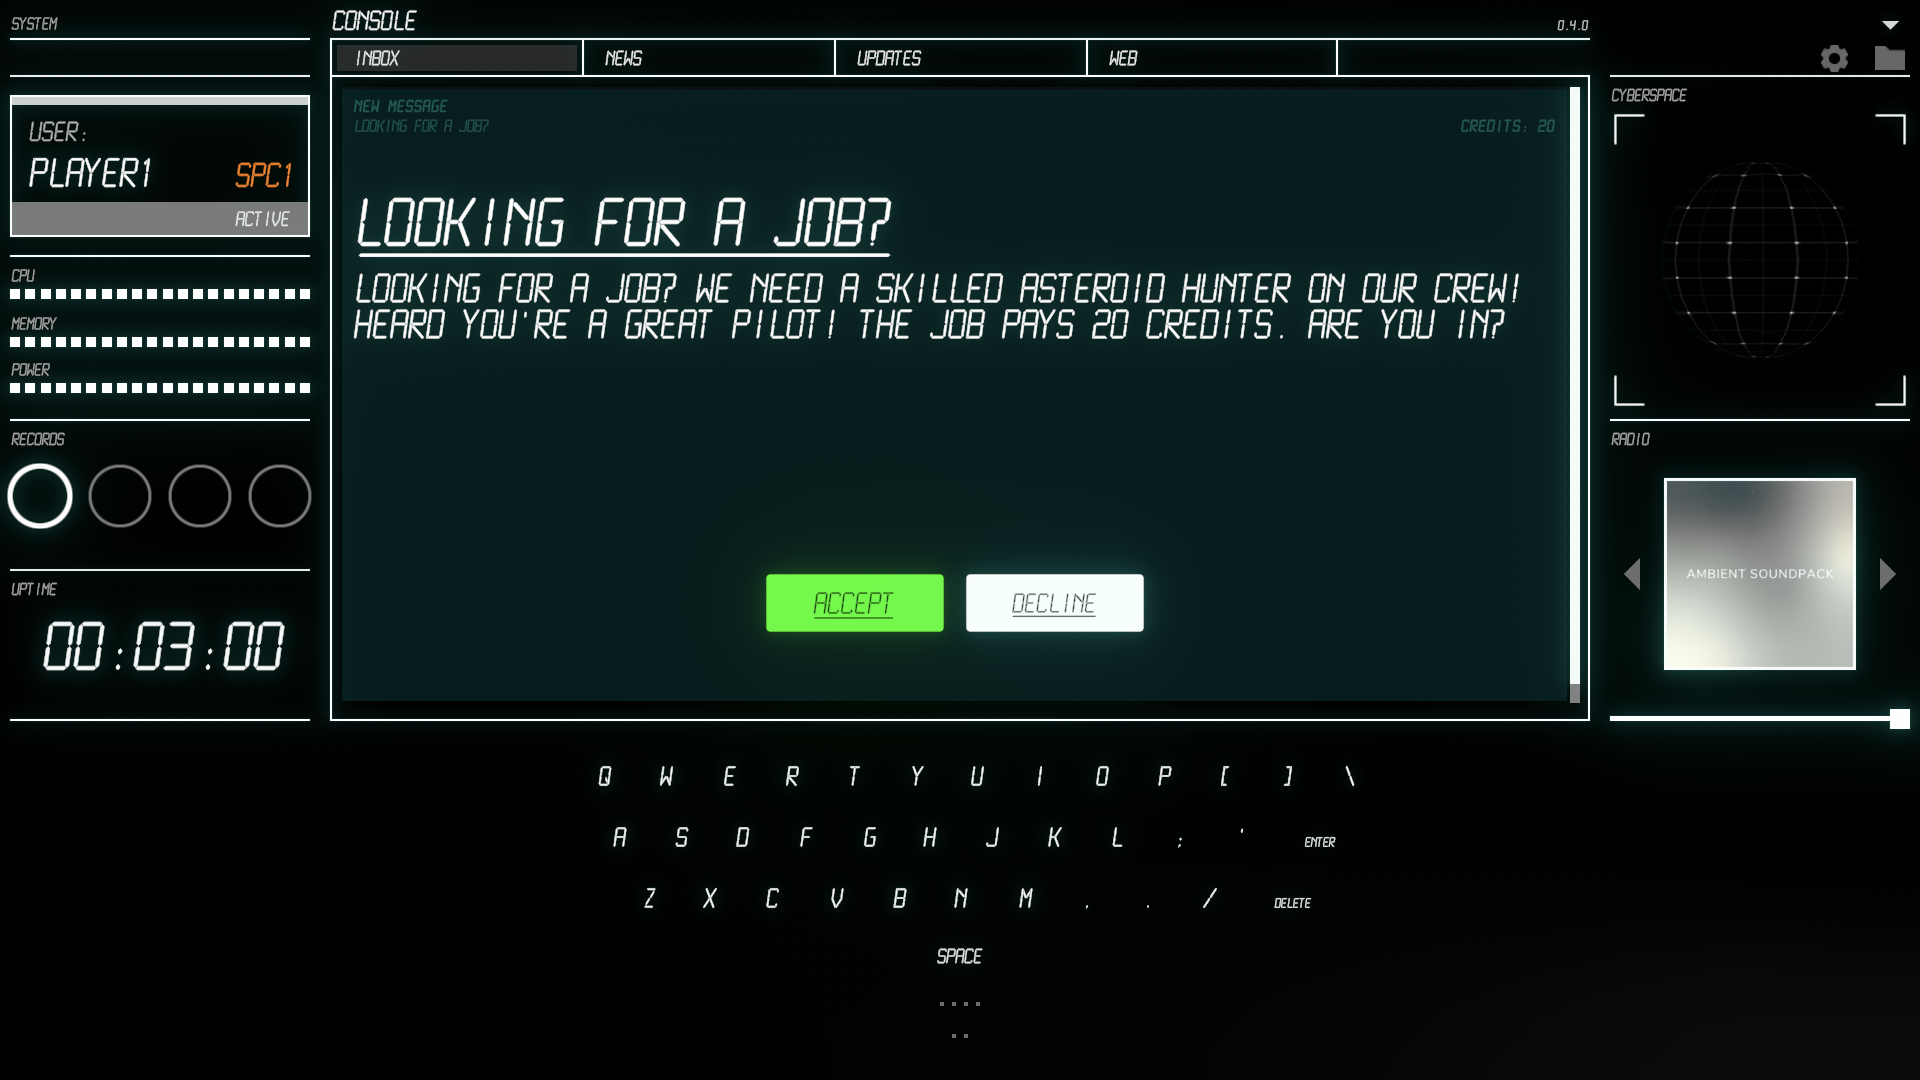 SYSTEM
CONSOLE
0.4.0
INBOX
NEWS
UPDATES
WEB
USER:
PLAYER1
SPC1
ACTIVE
CPU
MEMORY
POWER
RECORDS
UPTIME
00:03:00
NEW MESSAGE
LOOKING FOR A JOB?
CREDITS: 20
LOOKING FOR A JOB?
LOOKING FOR A JOB? WE NEED A SKILLED ASTEROID HUNTER ON OUR CREW!
HEARD YOU'RE A GREAT PILOT! THE JOB PAYS 20 CREDITS. ARE YOU IN?
ACCEPT
DECLINE
CYBERSPACE
RADIO
AMBIENT SOUNDPACK
Q W E R T Y U I O P [ ] \
A S D F G H J K L ; ' ENTER
Z X C V B N M , . / DELETE
SPACE